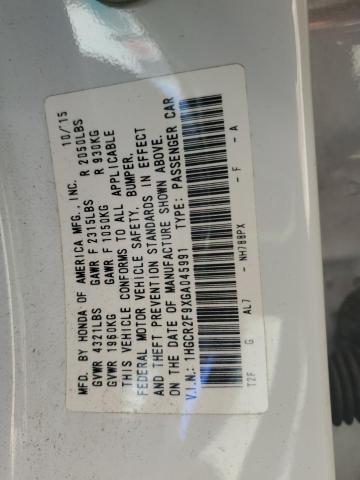 MFD. BY HONDA OF AMERICA MFG., INC. 10/15
GVWR 4321LBS GAWR F 2315LBS R 2050LBS
GVWR 1960KG GAWR F 1050KG R 930KG
THIS VEHICLE CONFORMS TO ALL APPLICABLE
FEDERAL MOTOR VEHICLE SAFETY, BUMPER,
AND THEFT PREVENTION STANDARDS IN EFFECT
ON THE DATE OF MANUFACTURE SHOWN ABOVE.
V.I.N.: 1HGCR2F9XGA045991 TYPE: PASSENGER CAR
T2F G AL7 - NH788PX - F - A